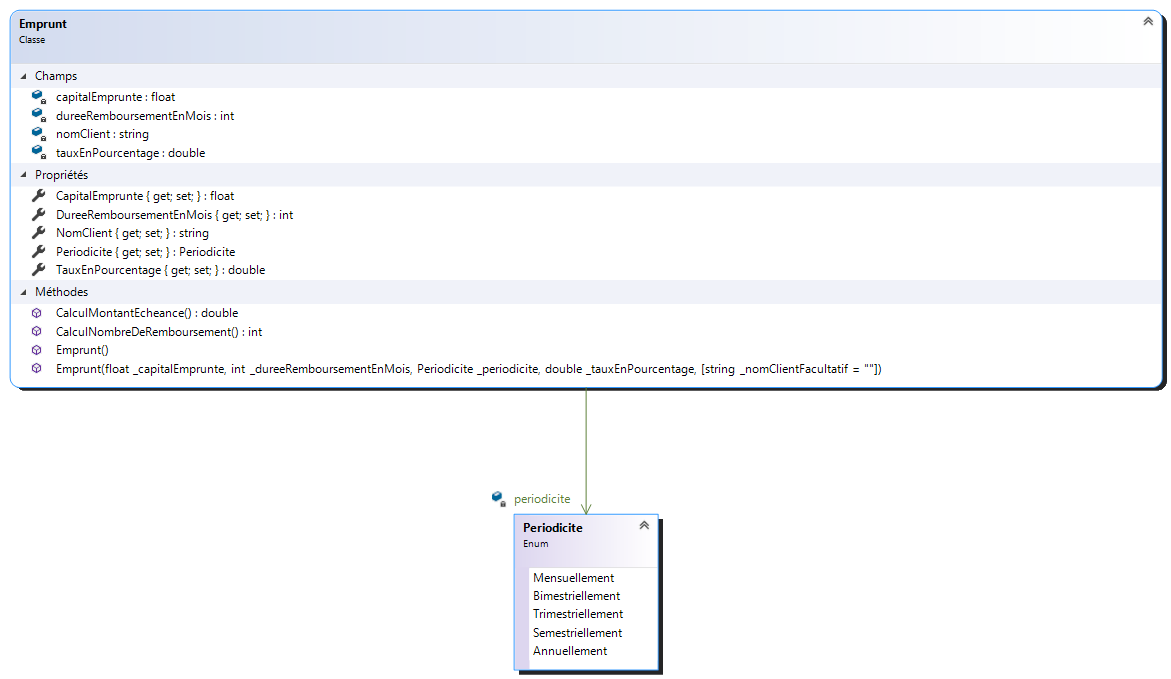 Emprunt
Classe
Champs
capitalEmprunte : float
dureeRemboursementEnMois : int
nomClient : string
tauxEnPourcentage : double
Propriétés
CapitalEmprunte { get; set; } : float
DureeRemboursementEnMois { get; set; } : int
NomClient { get; set; } : string
Periodicite { get; set; } : Periodicite
TauxEnPourcentage { get; set; } : double
Méthodes
CalculMontantEcheance() : double
CalculNombreDeRemboursement() : int
Emprunt()
Emprunt(float _capitalEmprunte, int _dureeRemboursementEnMois, Periodicite _periodicite, double _tauxEnPourcentage, [string _nomClientFacultatif = ""])
periodicite
Periodicite
Enum
Mensuellement
Bimestriellement
Trimestriellement
Semestriellement
Annuellement